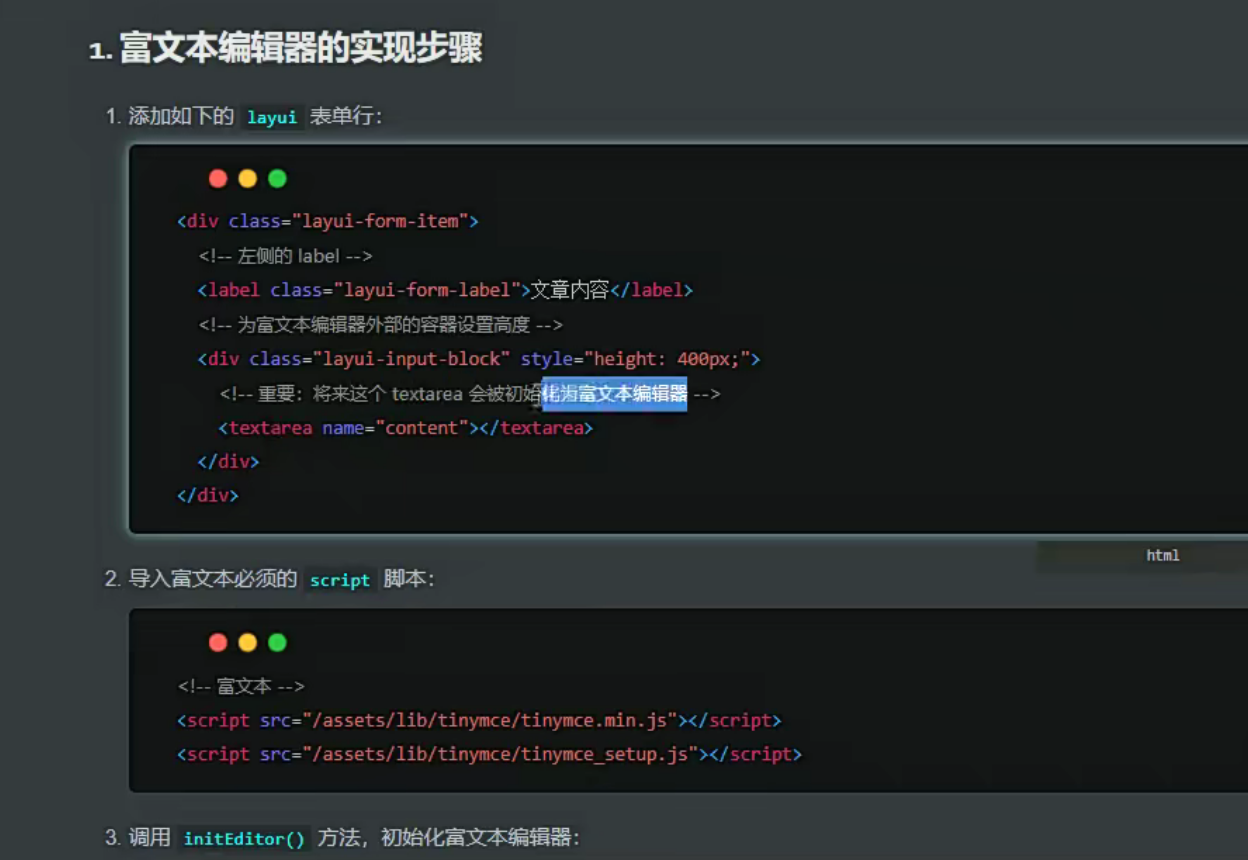 1. 富文本编辑器的实现步骤
1. 添加如下的 layui 表单行：
<div class="layui-form-item">
<!-- 左侧的 label -->
<label class="layui-form-label">文章内容</label>
<!-- 为富文本编辑器外部的容器设置高度 -->
<div class="layui-input-block" style="height: 400px;">
<!-- 重要：将来这个 textarea 会被初始化为富文本编辑器 -->
<textarea name="content"></textarea>
</div>
</div>
html
2. 导入富文本必须的 script 脚本：
<!-- 富文本 -->
<script src="/assets/lib/tinymce/tinymce.min.js"></script>
<script src="/assets/lib/tinymce/tinymce_setup.js"></script>
3. 调用 initEditor() 方法，初始化富文本编辑器：